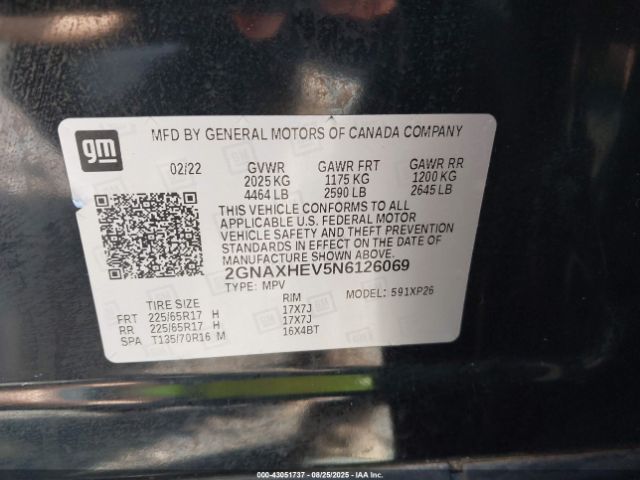 gm
MFD BY GENERAL MOTORS OF CANADA COMPANY
02/22 GVWR GAWR FRT GAWR RR
2025 KG 1175 KG 1200 KG
4464 LB 2590 LB 2645 LB
THIS VEHICLE CONFORMS TO ALL
APPLICABLE U.S. FEDERAL MOTOR
VEHICLE SAFETY AND THEFT PREVENTION
STANDARDS IN EFFECT ON THE DATE OF
MANUFACTURE SHOWN ABOVE.
2GNAXHEV5N6126069
TYPE: MPV MODEL: 591XP26
TIRE SIZE RIM
FRT 225/65R17 H 17X7J
RR 225/65R17 H 17X7J
SPA T135/70R16 M 16X4BT
000-43051737 - 08/25/2025 - IAAI.COM